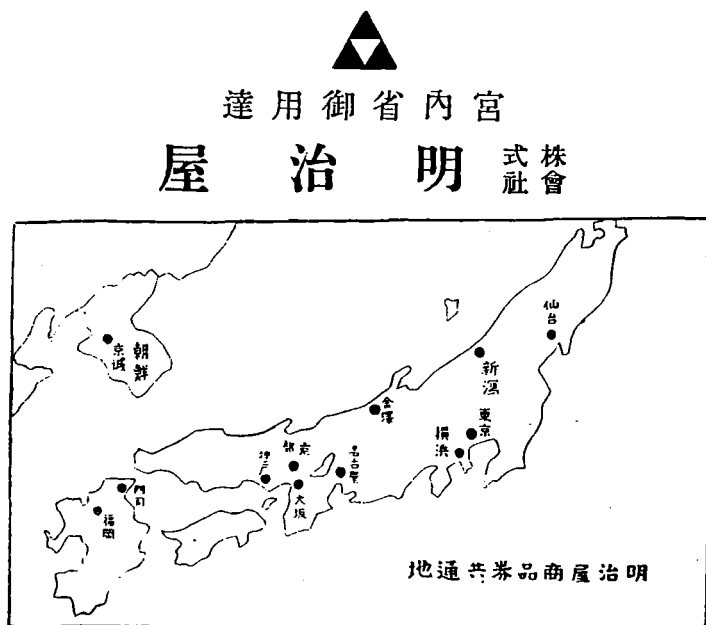 宮內省御用達
株式會社 明治屋
仙台
新潟
東京
横浜
金澤
名古屋
京都
大坂
神戸
門司
福岡
朝鮮
京城
明治屋商品券共通地